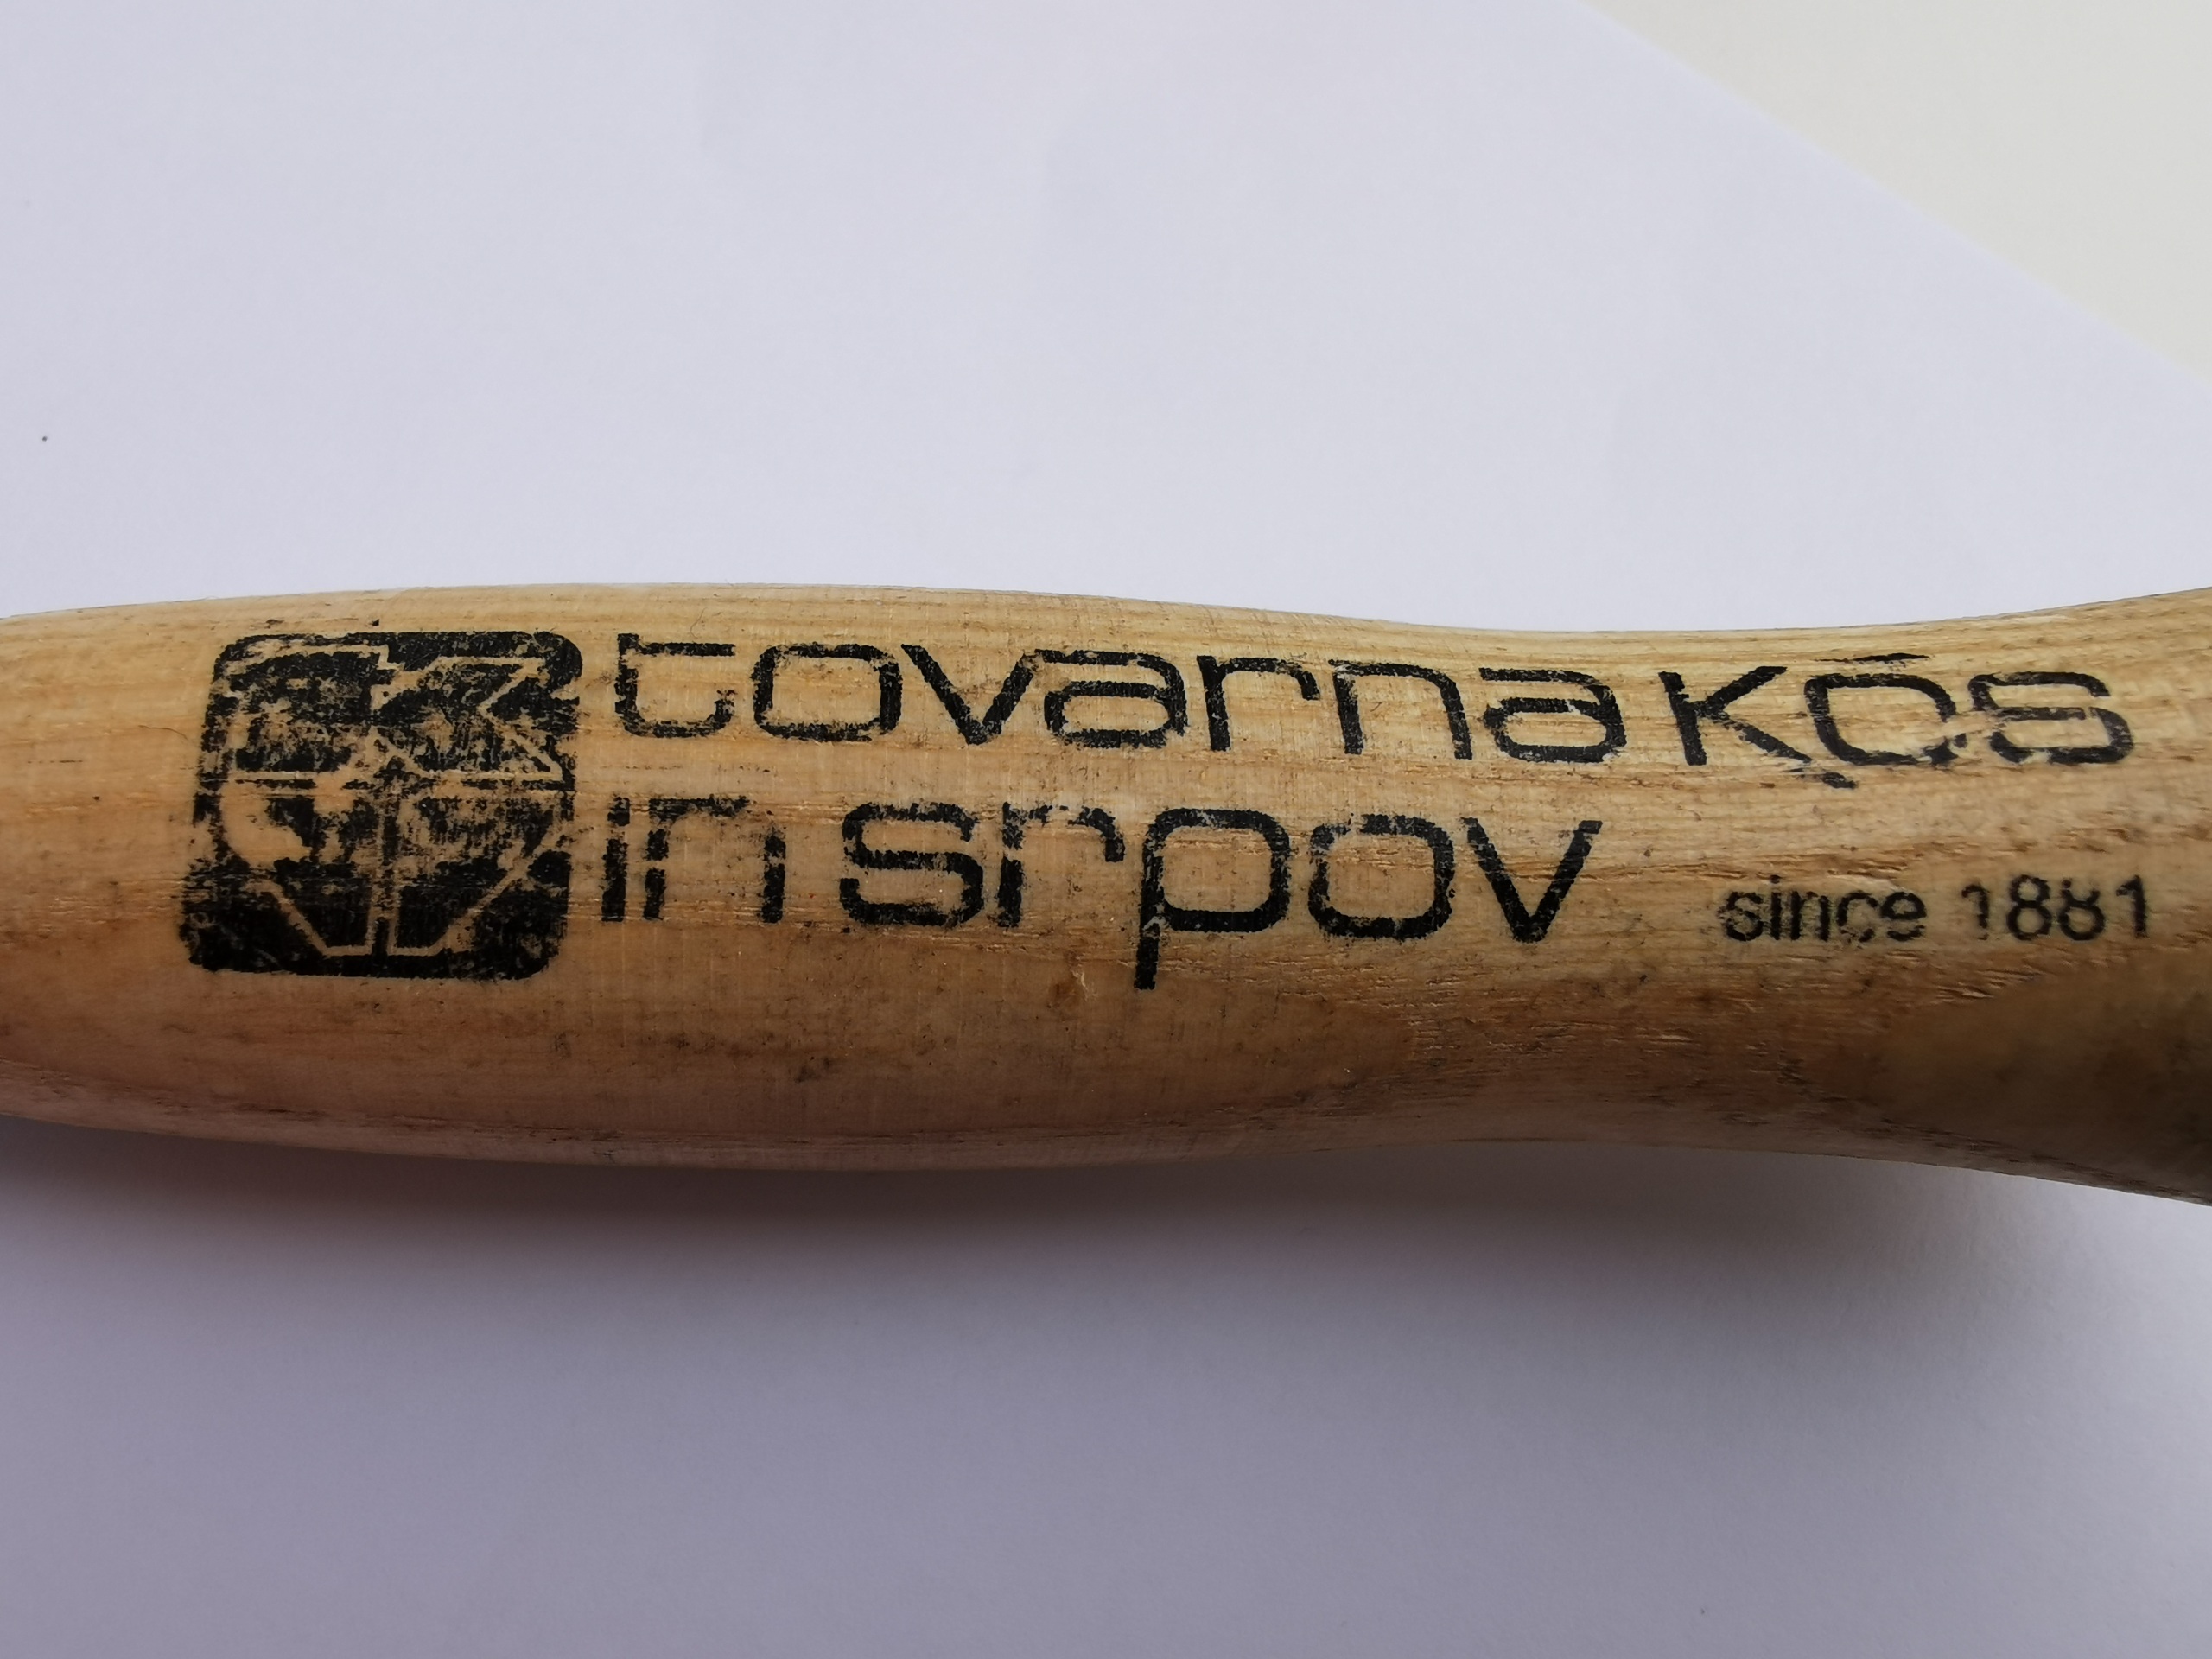 tovarna kos
in srpov
since 1881